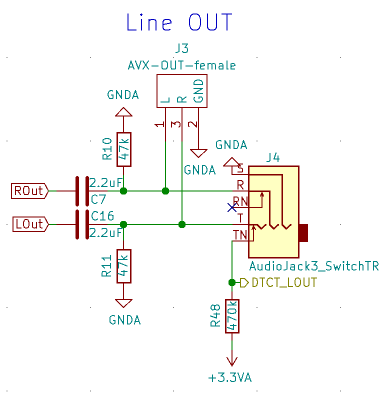 Line OUT
J3
AVX-OUT-female
L
R
GND
1
3
2
GNDA
GNDA
GNDA
R10
47k
ROut
2.2uF
C7
LOut
C16
2.2uF
R11
47k
GNDA
J4
S
R
RN
T
TN
AudioJack3_SwitchTR
DTCT_LOUT
R48
470k
+3.3VA